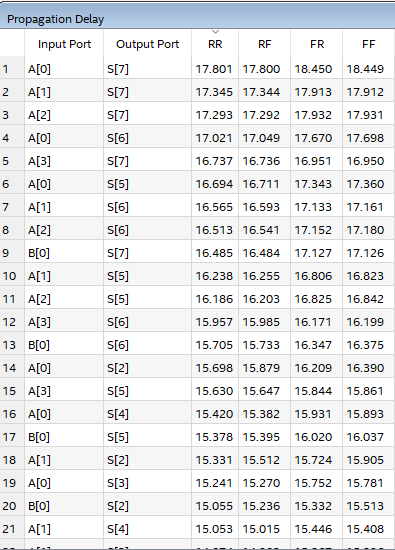 Propagation Delay
Input Port Output Port RR RF FR FF
1 A[0] S[7] 17.801 17.800 18.450 18.449
2 A[1] S[7] 17.345 17.344 17.913 17.912
3 A[2] S[7] 17.293 17.292 17.932 17.931
4 A[0] S[6] 17.021 17.049 17.670 17.698
5 A[3] S[7] 16.737 16.736 16.951 16.950
6 A[0] S[5] 16.694 16.711 17.343 17.360
7 A[1] S[6] 16.565 16.593 17.133 17.161
8 A[2] S[6] 16.513 16.541 17.152 17.180
9 B[0] S[7] 16.485 16.484 17.127 17.126
10 A[1] S[5] 16.238 16.255 16.806 16.823
11 A[2] S[5] 16.186 16.203 16.825 16.842
12 A[3] S[6] 15.957 15.985 16.171 16.199
13 B[0] S[6] 15.705 15.733 16.347 16.375
14 A[0] S[2] 15.698 15.879 16.209 16.390
15 A[3] S[5] 15.630 15.647 15.844 15.861
16 A[0] S[4] 15.420 15.382 15.931 15.893
17 B[0] S[5] 15.378 15.395 16.020 16.037
18 A[1] S[2] 15.331 15.512 15.724 15.905
19 A[0] S[3] 15.241 15.270 15.752 15.781
20 B[0] S[2] 15.055 15.236 15.332 15.513
21 A[1] S[4] 15.053 15.015 15.446 15.408